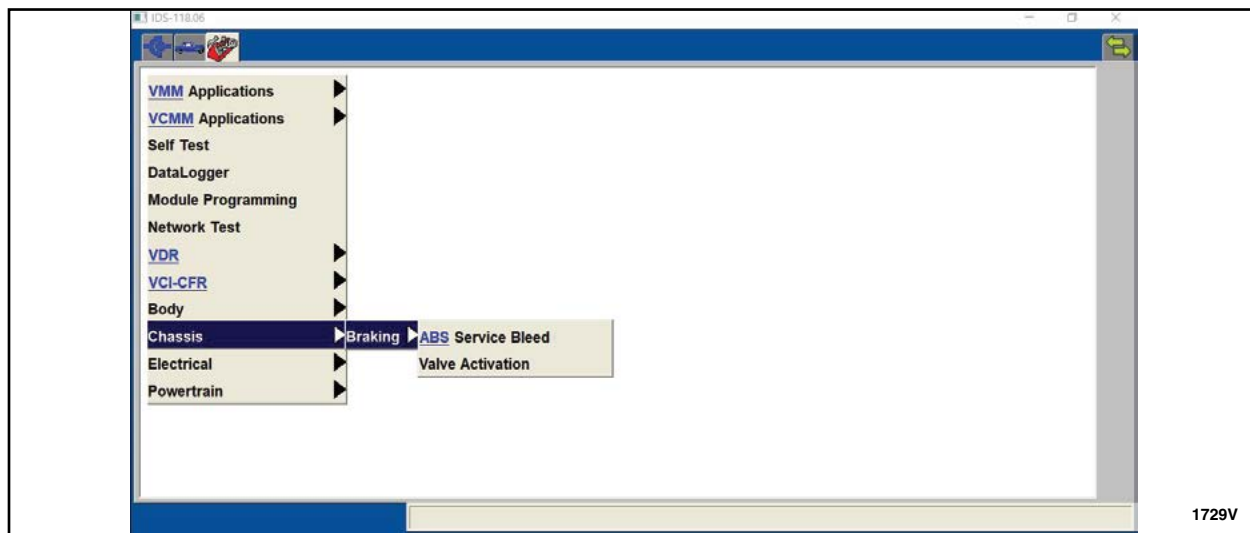 IDS-118.06
VMM Applications
VCMM Applications
Self Test
DataLogger
Module Programming
Network Test
VDR
VCI-CFR
Body
Chassis
Braking
ABS Service Bleed
Valve Activation
Electrical
Powertrain
1729V